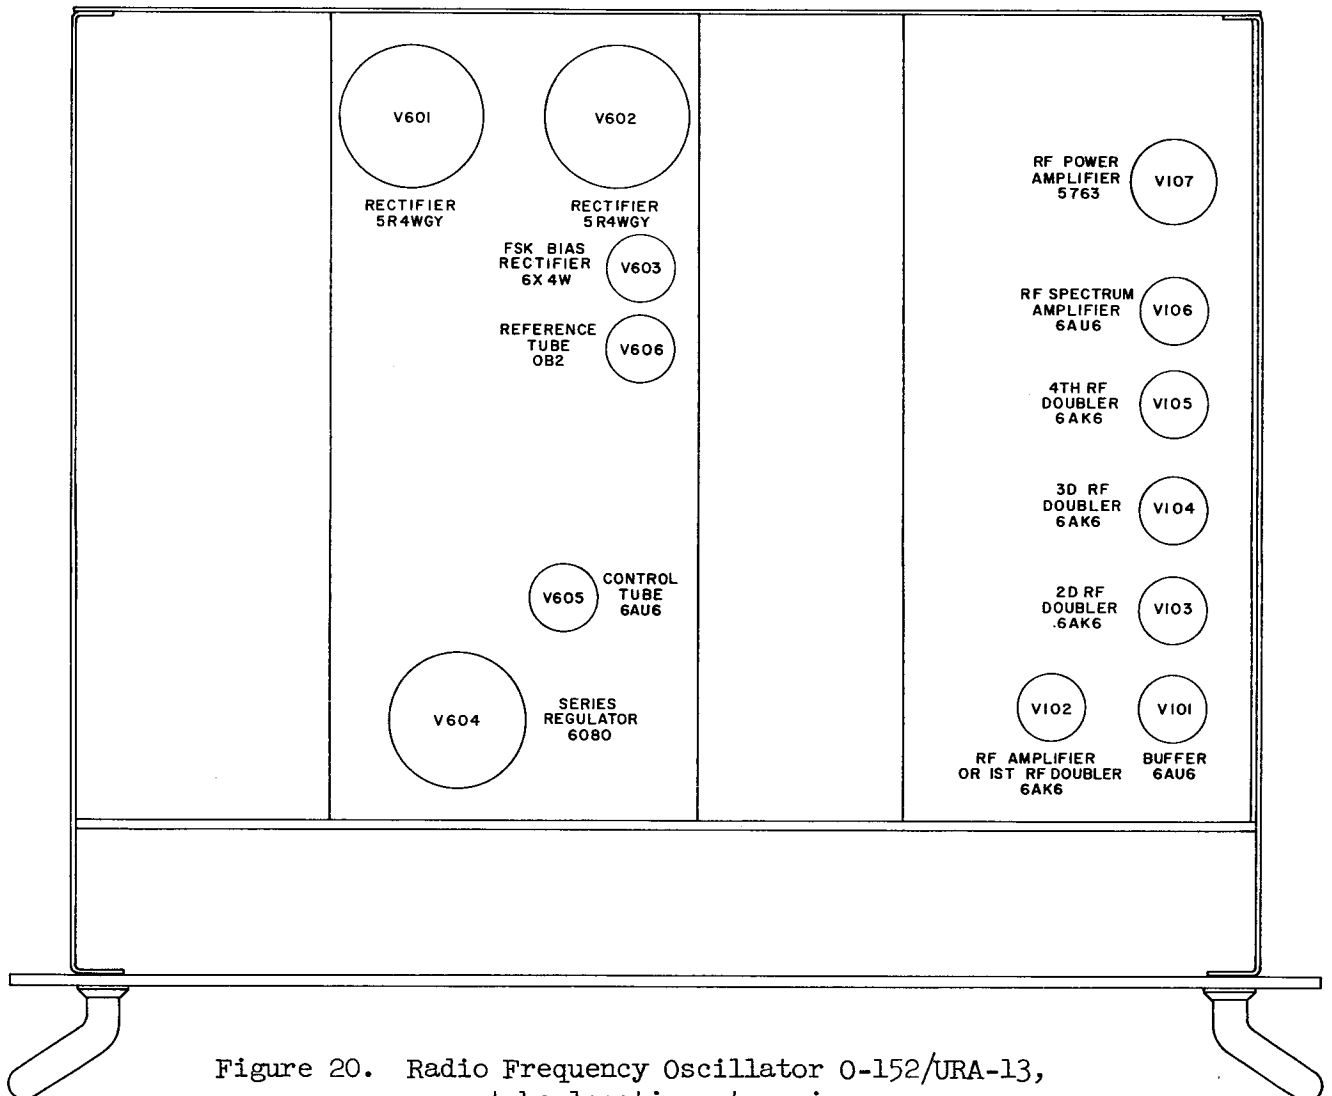 V601
RECTIFIER
5R4WGY
V602
RECTIFIER
5R4WGY
FSK BIAS
RECTIFIER
6X4W
V603
REFERENCE
TUBE
OB2
V606
V605
CONTROL
TUBE
6AU6
V604
SERIES
REGULATOR
6080
RF POWER
AMPLIFIER
5763
V107
RF SPECTRUM
AMPLIFIER
6AU6
V106
4TH RF
DOUBLER
6AK6
V105
3D RF
DOUBLER
6AK6
V104
2D RF
DOUBLER
6AK6
V103
V102
RF AMPLIFIER
OR 1ST RF DOUBLER
6AK6
V101
BUFFER
6AU6
Figure 20. Radio Frequency Oscillator O-152/URA-13,